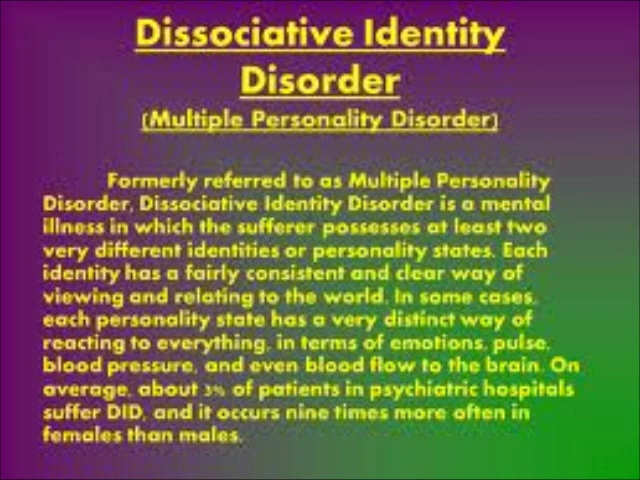 Dissociative Identity
Disorder
(Multiple Personality Disorder)
Formerly referred to as Multiple Personality
Disorder, Dissociative Identity Disorder is a mental
illness in which the sufferer possesses at least two
very different identities or personality states. Each
identity has a fairly consistent and clear way of
viewing and relating to the world. In some cases,
each personality state has a very distinct way of
reacting to everything, in terms of emotions, pulse,
blood pressure, and even blood flow to the brain. On
average, about 3% of patients in psychiatric hospitals
suffer DID, and it occurs nine times more often in
females than males.